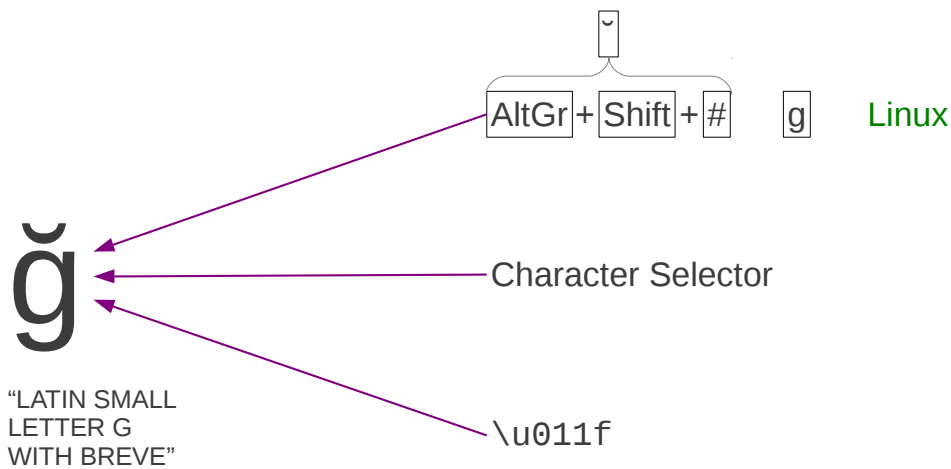 ˘
AltGr + Shift + # g Linux
ğ
Character Selector
“LATIN SMALL
LETTER G
WITH BREVE”
\u011f